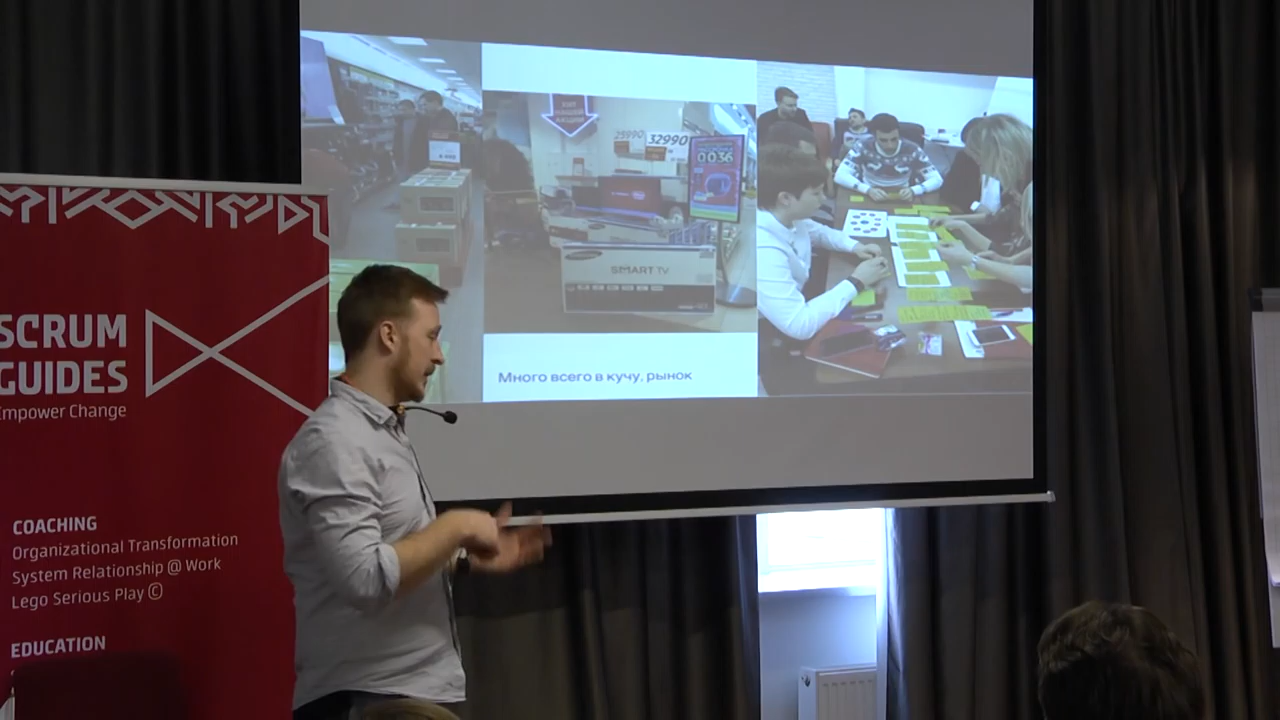 SCRUM
GUIDES
Empower Change
COACHING
Organizational Transformation
System Relationship @ Work
Lego Serious Play ©
EDUCATION
25990
32990
0036
SMART TV
Много всего в кучу, рынок